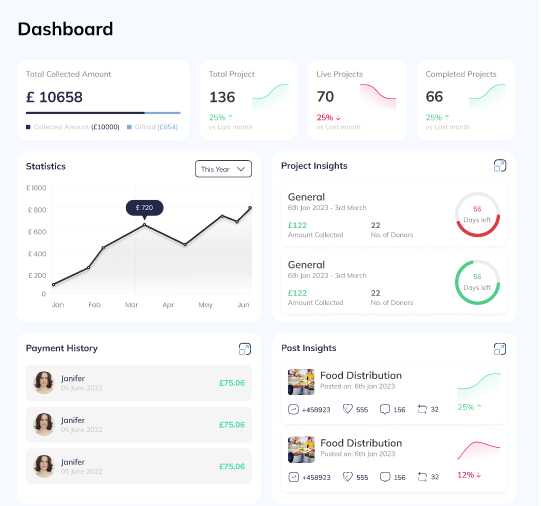 Dashboard
Total Collected Amount
£ 10658
Collected Amount (£10000) Giftaid (£654)
Total Project
136
25% ↑
vs Last month
Live Projects
70
25% ↓
vs Last month
Completed Projects
66
25% ↑
vs Last month
Statistics
This Year
£ 1000
£ 800
£ 600
£ 400
£ 200
0
£ 720
Jan Feb Mar Apr May Jun
Project Insights
General
6th Jan 2023 - 3rd March
£122 22
Amount Collected No. of Donors
56
Days left
General
6th Jan 2023 - 3rd March
£122 22
Amount Collected No. of Donors
56
Days left
Payment History
Janifer
05 June 2022
£75.06
Janifer
05 June 2022
£75.06
Janifer
05 June 2022
£75.06
Post Insights
Food Distribution
Posted on: 6th Jan 2023
+458923 555 156 32
25% ↑
Food Distribution
Posted on: 6th Jan 2023
+458923 555 156 32
12% ↓